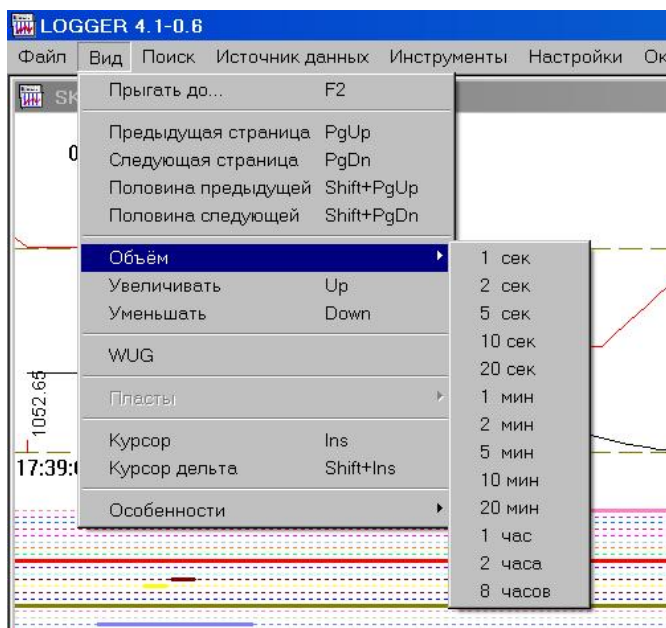 LOGGER 4.1-0.6
Файл Вид Поиск Источник данных Инструменты Настройки Ок
SK
Прыгать до... F2
Предыдущая страница PgUp
Следующая страница PgDn
Половина предыдущей Shift+PgUp
Половина следующей Shift+PgDn
Объём
Увеличивать Up
Уменьшать Down
WUG
Пласты
Курсор Ins
Курсор дельта Shift+Ins
Особенности
1 сек
2 сек
5 сек
10 сек
20 сек
1 мин
2 мин
5 мин
10 мин
20 мин
1 час
2 часа
8 часов
0
1052.65
17:39:0